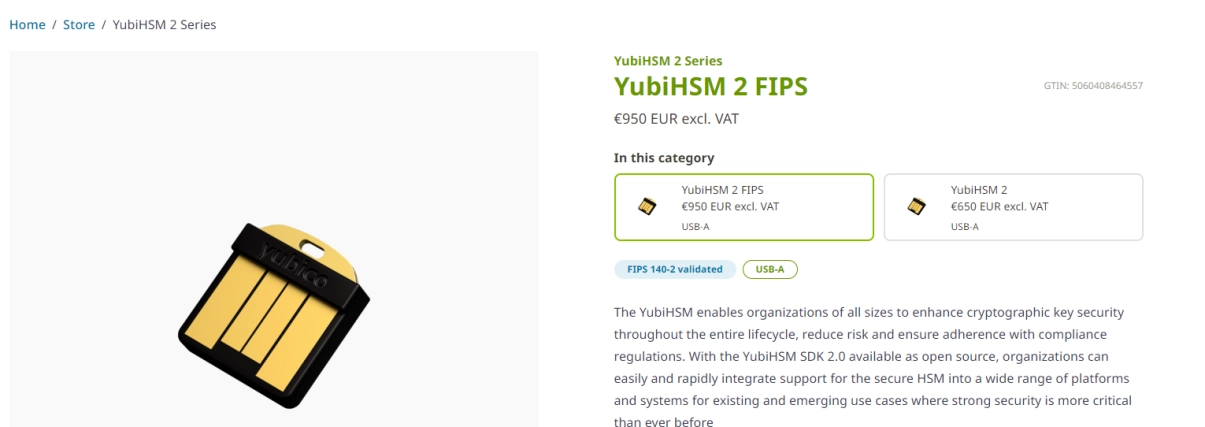 Home / Store / YubiHSM 2 Series
yubico
YubiHSM 2 Series
YubiHSM 2 FIPS
GTIN: 5060408464557
€950 EUR excl. VAT
In this category
YubiHSM 2 FIPS
€950 EUR excl. VAT
USB-A
YubiHSM 2
€650 EUR excl. VAT
USB-A
FIPS 140-2 validated
USB-A
The YubiHSM enables organizations of all sizes to enhance cryptographic key security
throughout the entire lifecycle, reduce risk and ensure adherence with compliance
regulations. With the YubiHSM SDK 2.0 available as open source, organizations can
easily and rapidly integrate support for the secure HSM into a wide range of platforms
and systems for existing and emerging use cases where strong security is more critical
than ever before